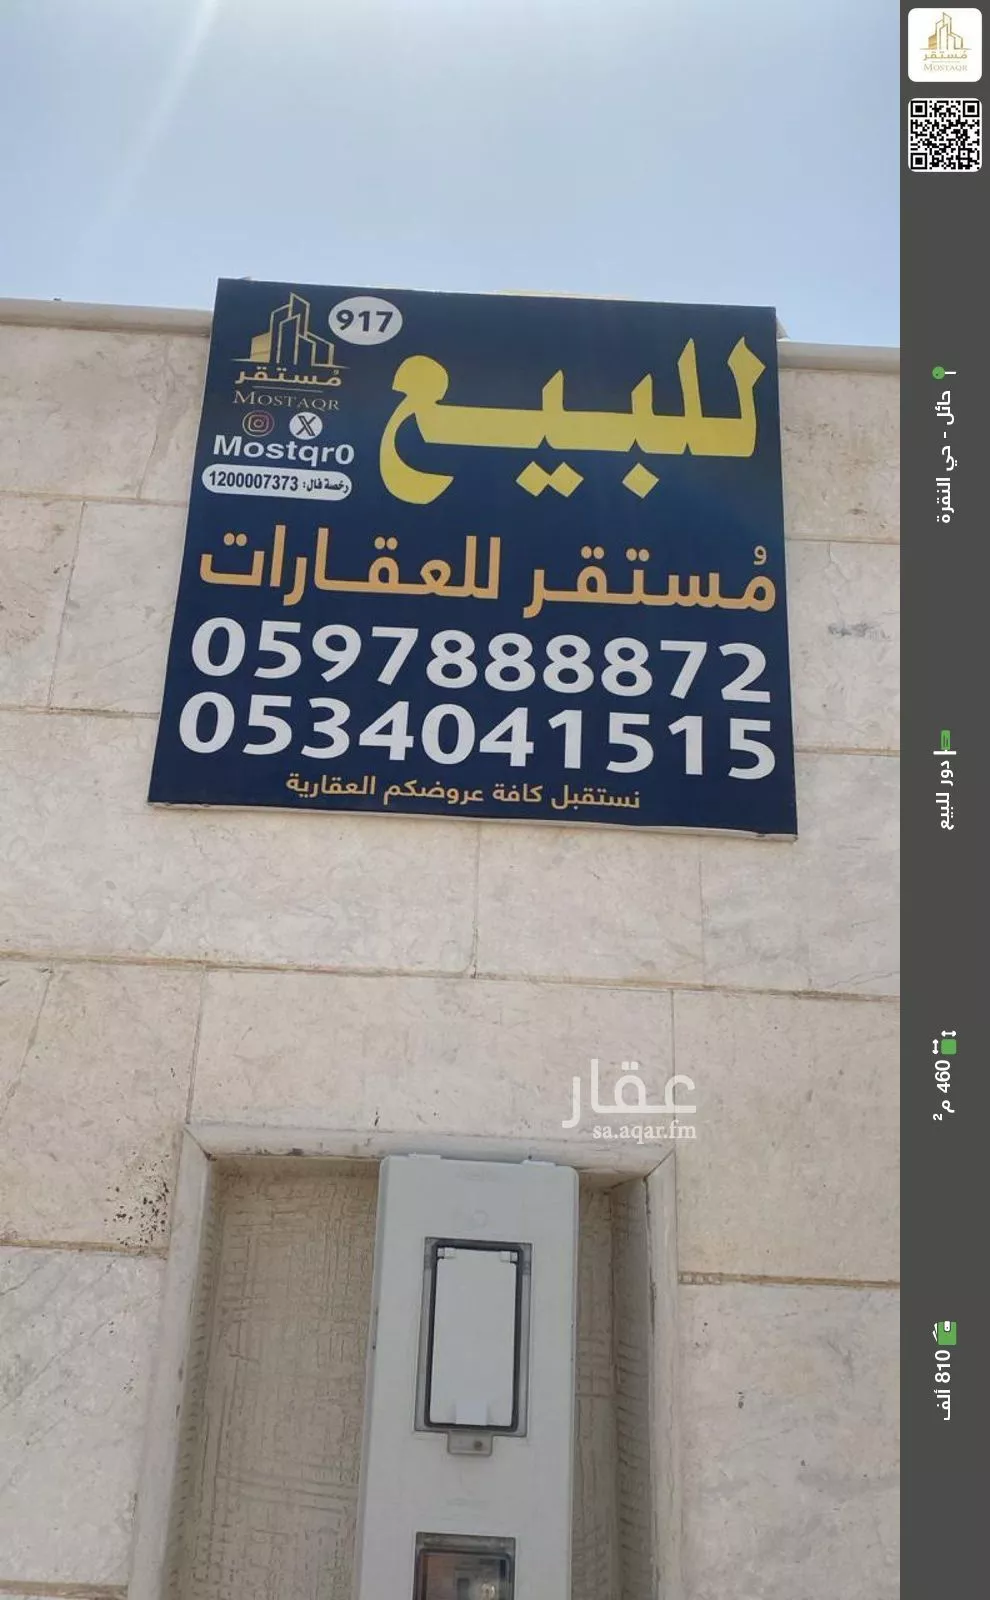 917
للبيع
مُستقر
MOSTAQR
Mostqr0
رخصة فال: 1200007373
مُستقر للعقارات
0597888872
0534041515
نستقبل كافة عروضكم العقارية
عقار
sa.aqar.fm
مُستقر
MOSTAQR
حائل - حي النقرة
دور للبيع
460 م²
810 ألف